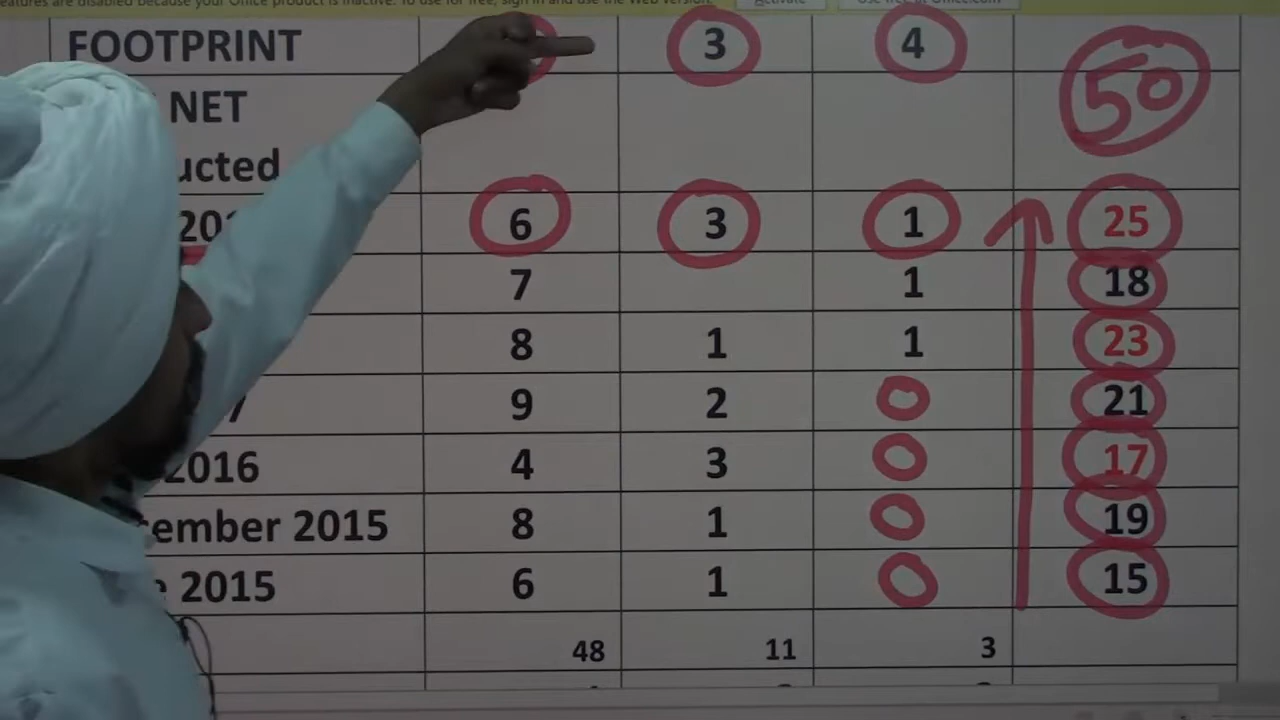 FOOTPRINT 3 4
50
NET
ucted
6 3 1 25
7 1 18
8 1 1 23
9 2 0 21
2016 4 3 0 17
cember 2015 8 1 0 19
2015 6 1 0 15
48 11 3